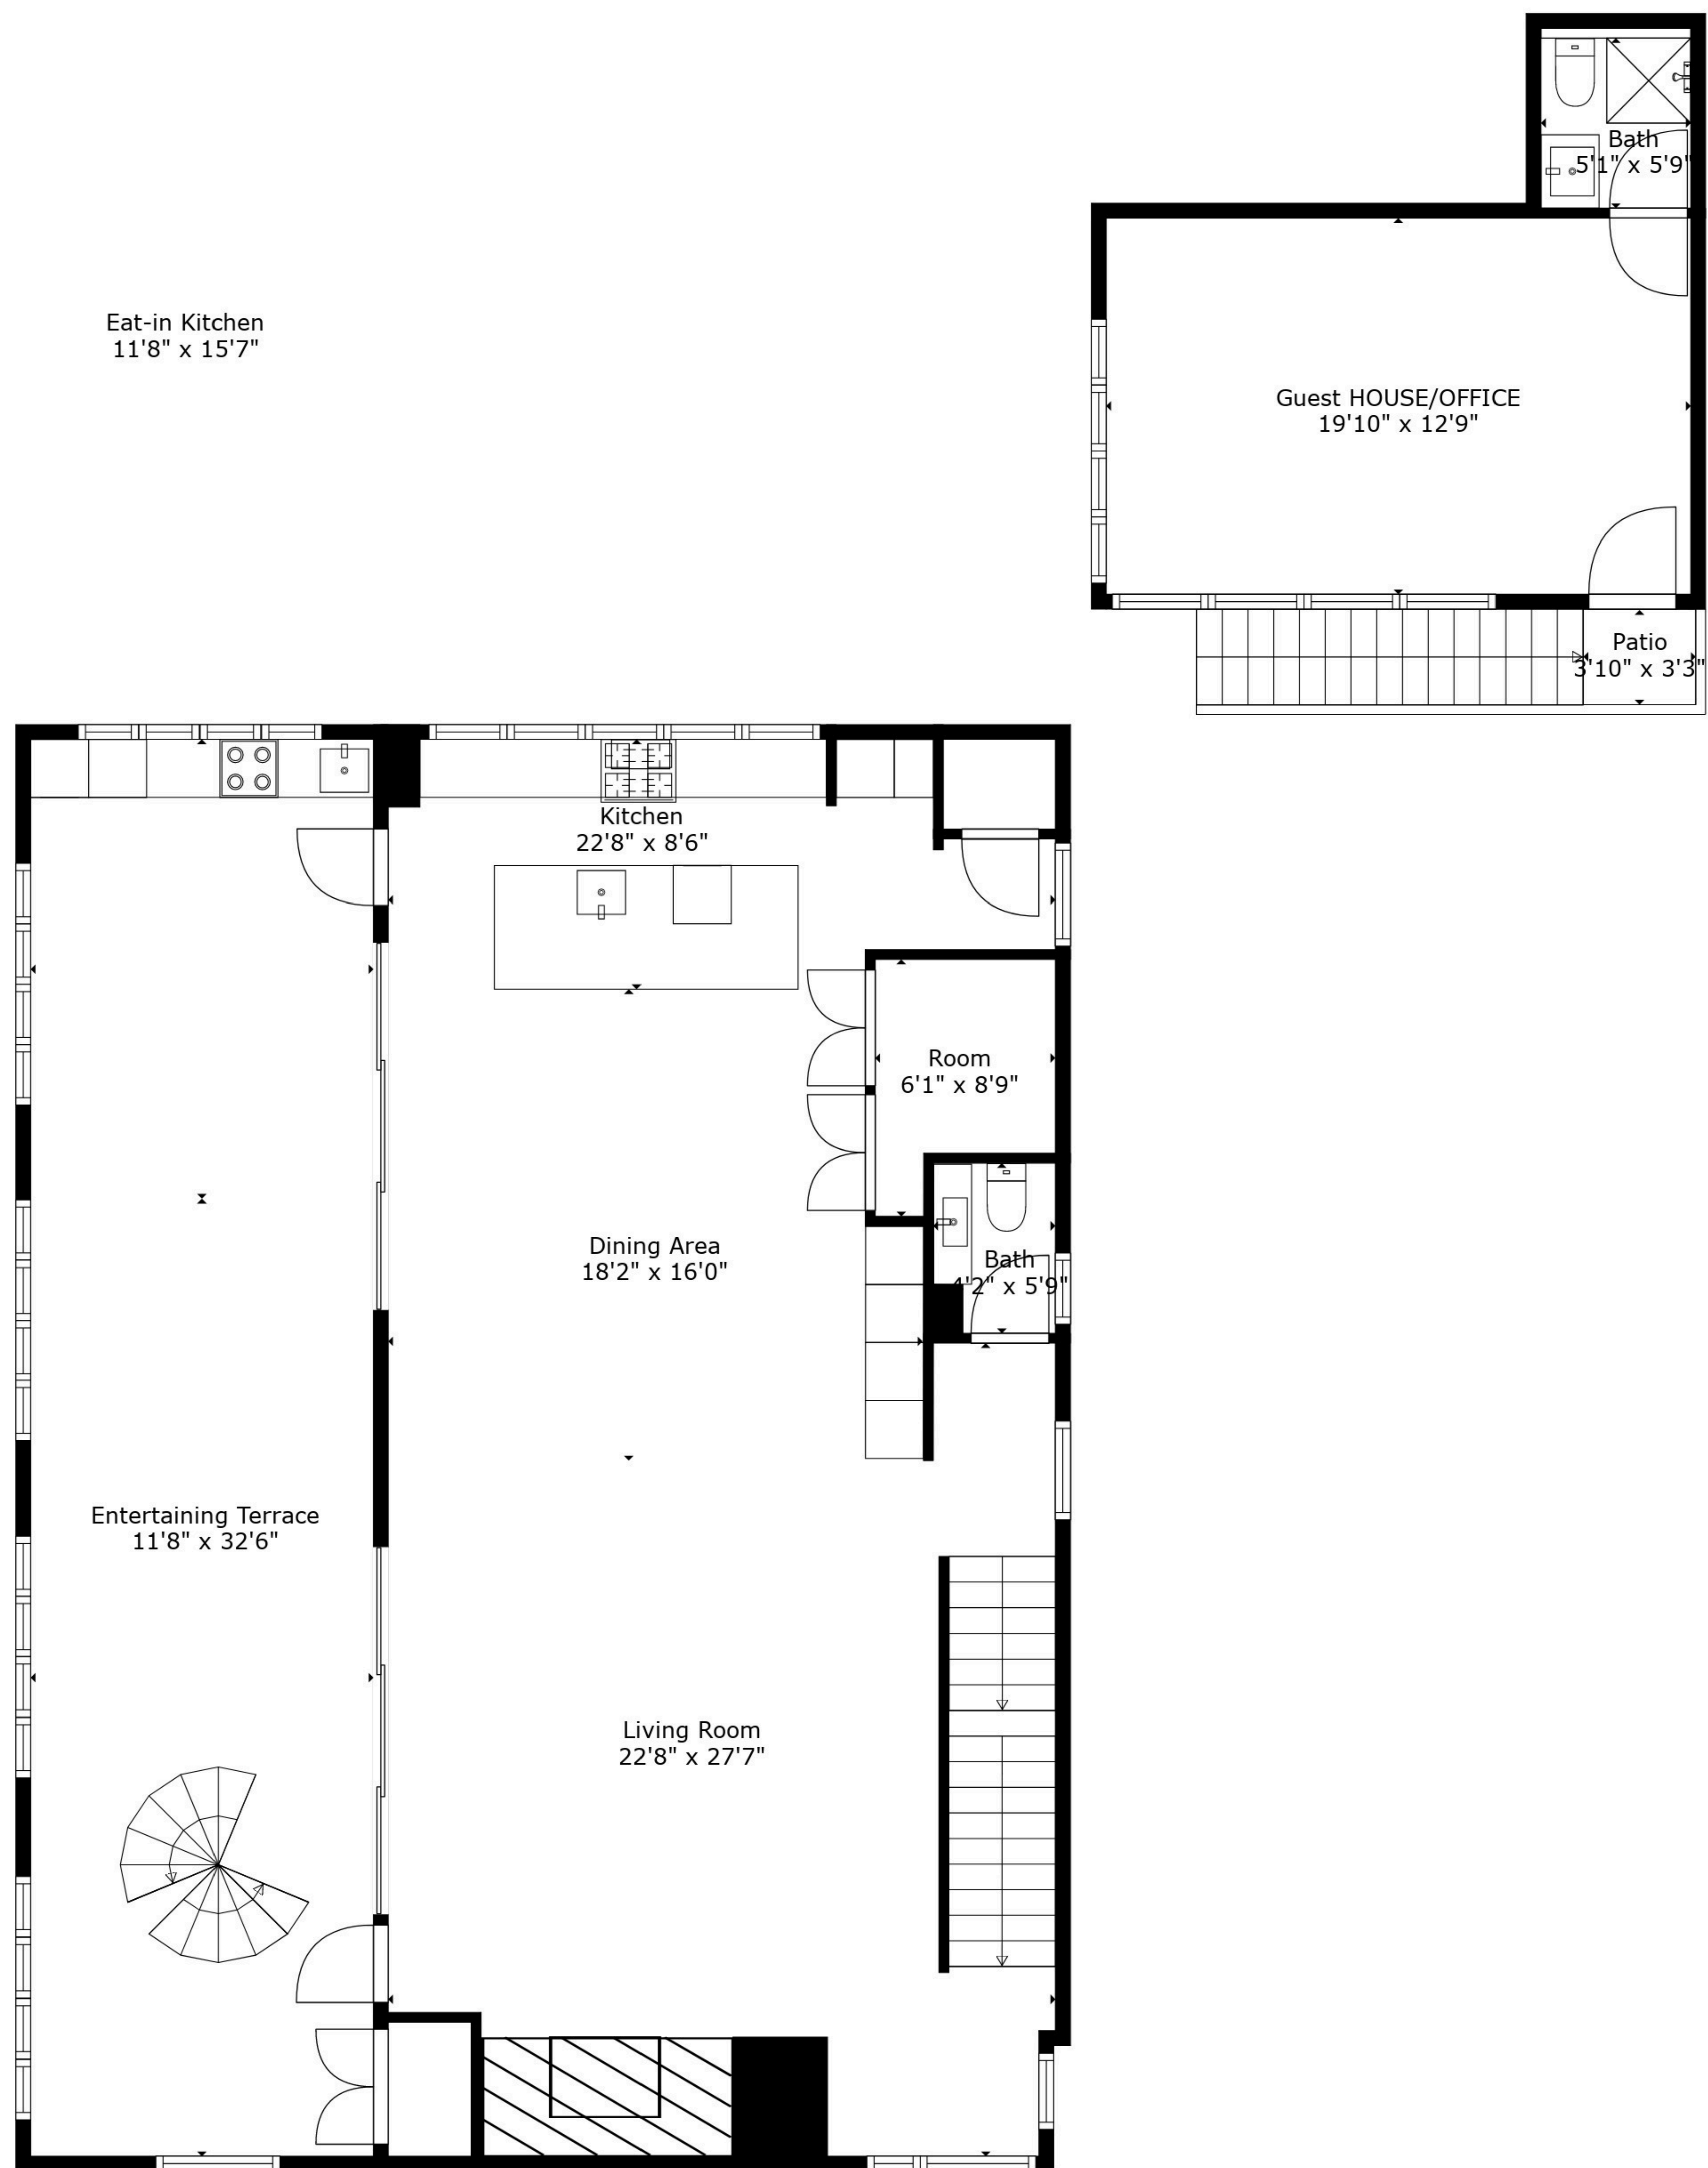 Bath
5'1" x 5'9"
Eat-in Kitchen
11'8" x 15'7"
Guest HOUSE/OFFICE
19'10" x 12'9"
Patio
3'10" x 3'3"
Kitchen
22'8" x 8'6"
Room
6'1" x 8'9"
Dining Area
18'2" x 16'0"
Bath
4'2" x 5'9"
Entertaining Terrace
11'8" x 32'6"
Living Room
22'8" x 27'7"